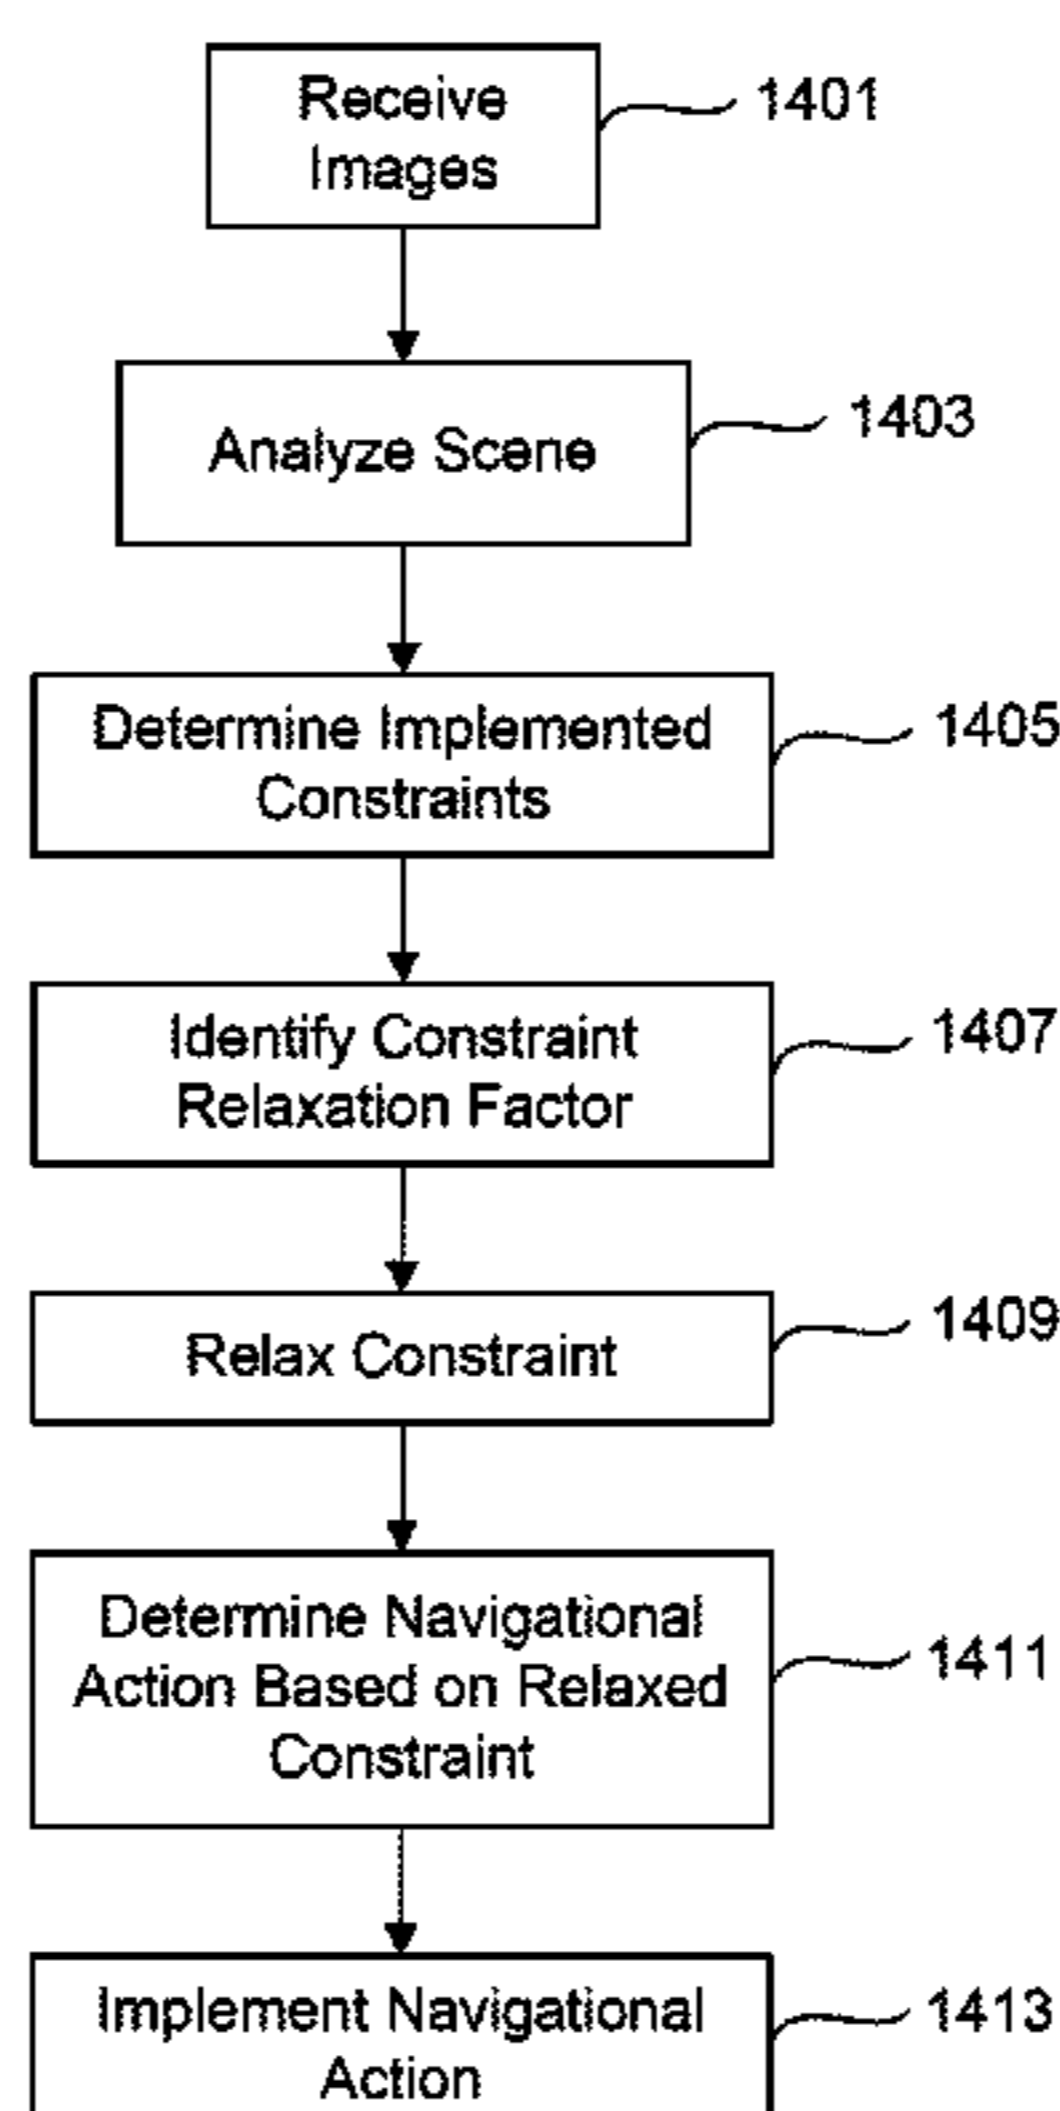 Receive
Images
1401
Analyze Scene
1403
Determine Implemented
Constraints
1405
Identify Constraint
Relaxation Factor
1407
Relax Constraint
1409
Determine Navigational
Action Based on Relaxed
Constraint
1411
Implement Navigational
Action
1413